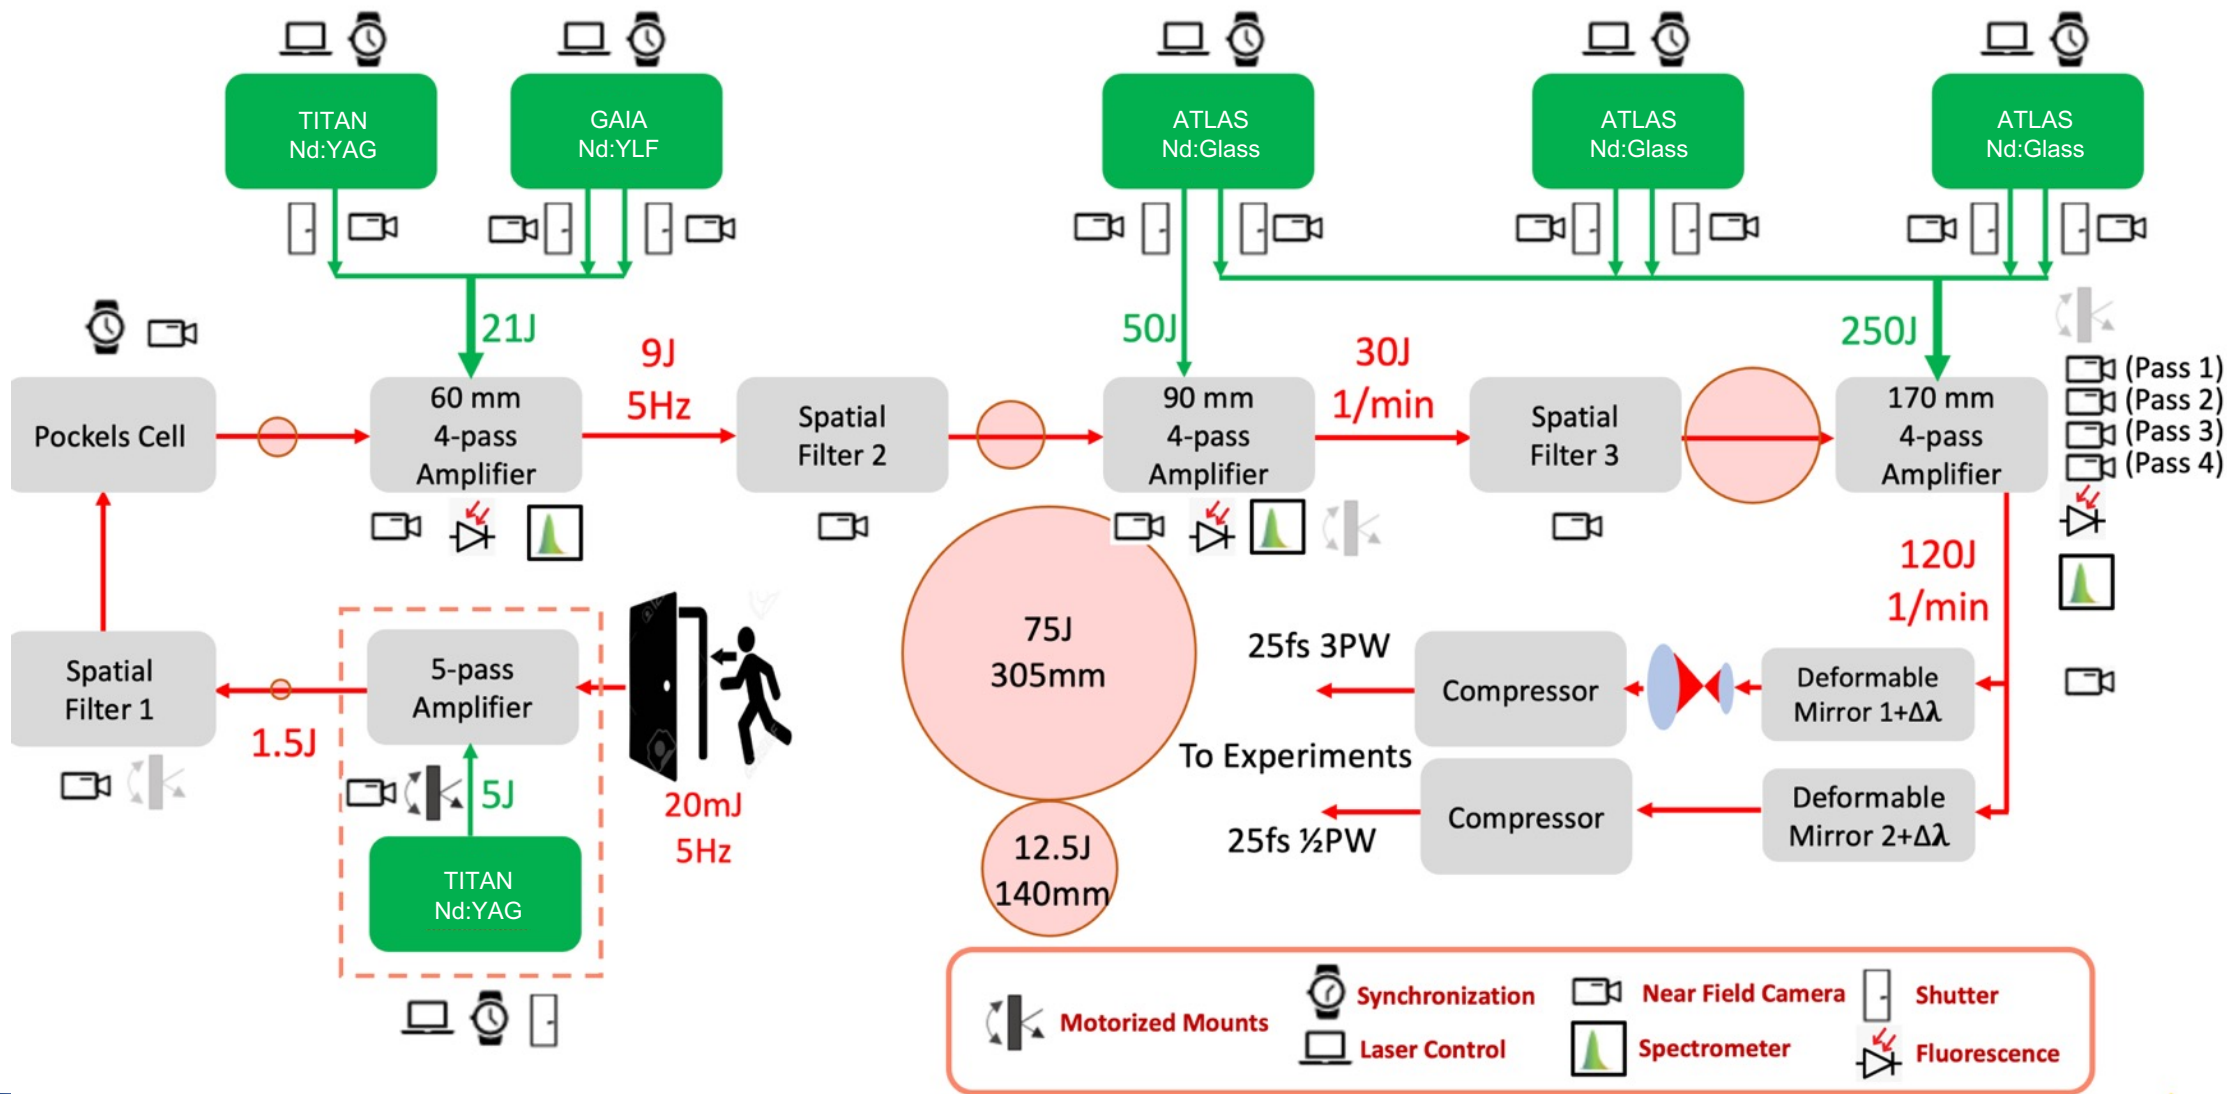 TITAN
Nd:YAG
GAIA
Nd:YLF
ATLAS
Nd:Glass
ATLAS
Nd:Glass
ATLAS
Nd:Glass
21J
50J
250J
9J
5Hz
30J
1/min
Pockels Cell
60 mm
4-pass
Amplifier
Spatial
Filter 2
90 mm
4-pass
Amplifier
Spatial
Filter 3
170 mm
4-pass
Amplifier
(Pass 1)
(Pass 2)
(Pass 3)
(Pass 4)
120J
1/min
Spatial
Filter 1
1.5J
5-pass
Amplifier
5J
TITAN
Nd:YAG
20mJ
5Hz
75J
305mm
12.5J
140mm
25fs 3PW
To Experiments
25fs ½PW
Compressor
Compressor
Deformable
Mirror 1+Δλ
Deformable
Mirror 2+Δλ
Motorized Mounts
Synchronization
Laser Control
Near Field Camera
Spectrometer
Shutter
Fluorescence